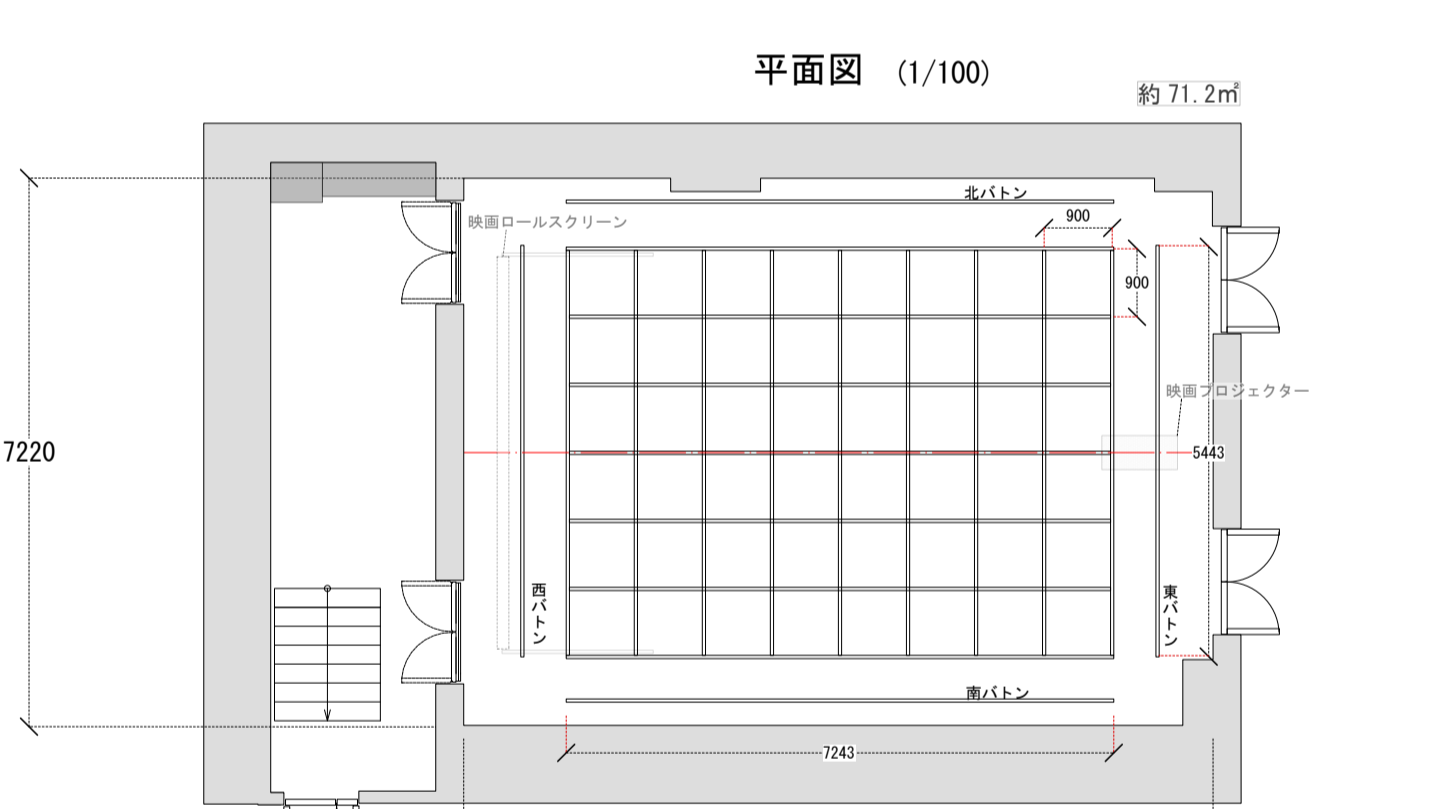 平面図 (1/100)
約 71.2㎡
北バトン
900
映画ロールスクリーン
900
映画プロジェクター
7220
5443
西バトン
東バトン
南バトン
7243